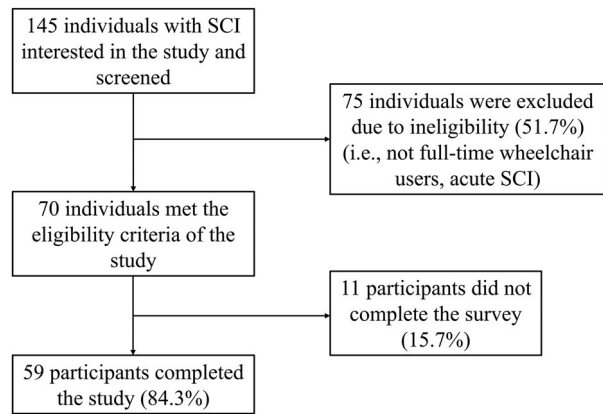 145 individuals with SCI
interested in the study and
screened
75 individuals were excluded
due to ineligibility (51.7%)
(i.e., not full-time wheelchair
users, acute SCI)
70 individuals met the
eligibility criteria of the
study
11 participants did not
complete the survey
(15.7%)
59 participants completed
the study (84.3%)